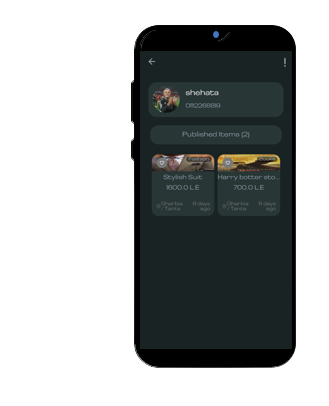 shehata
Published Items (2)
Fashion
Stylish Suit
1600.0 L.E
Gharbia
/ Tanta
11 days
ago
Harry botter sto...
700.0 L.E
Gharbia
/ Tanta
11 days
ago